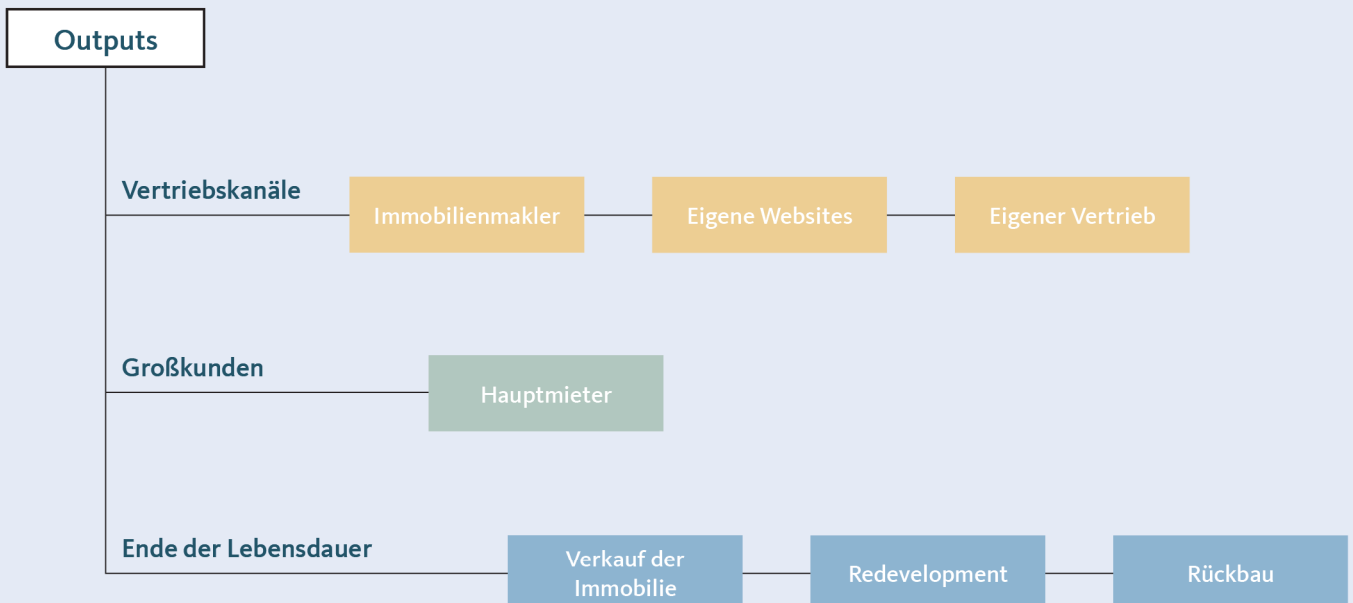 Outputs
Vertriebskanäle
Immobilienmakler
Eigene Websites
Eigener Vertrieb
Großkunden
Hauptmieter
Ende der Lebensdauer
Verkauf der
Immobilie
Redevelopment
Rückbau